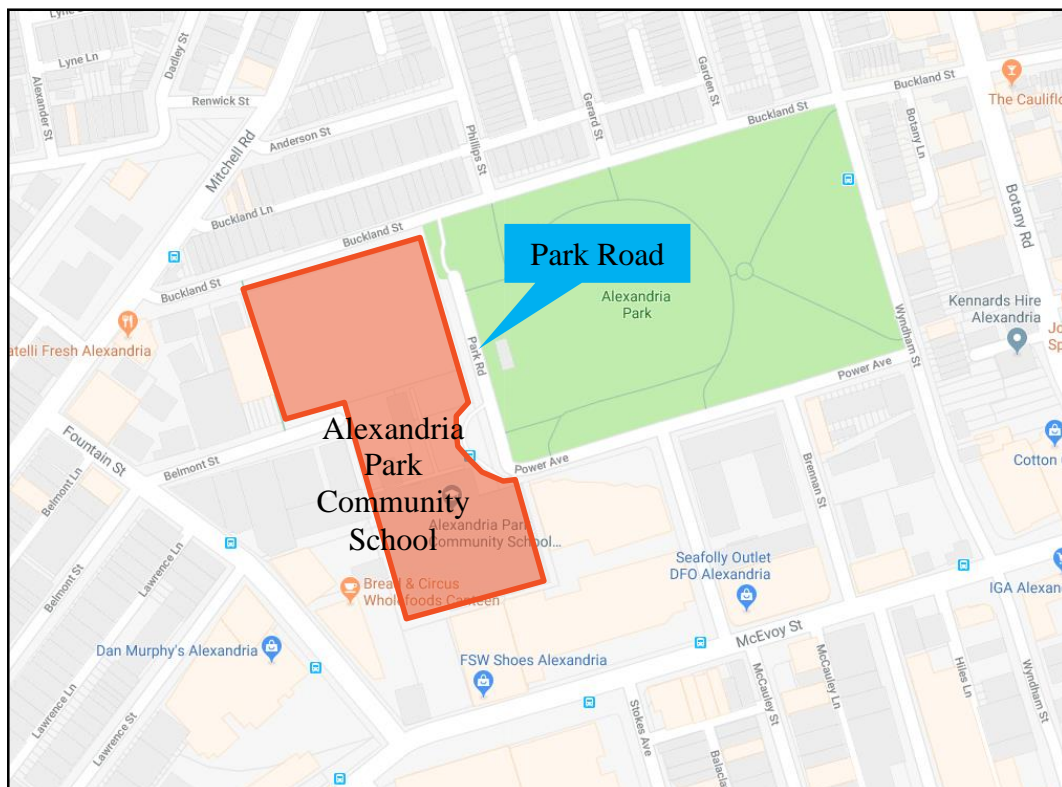 Lyne Ln
Alexander St
Dadley St
Renwick St
Mitchell Rd
Anderson St
Phillips St
Gerard St
Garden St
Buckland St
The Caulifl
Botany Ln
Botany Rd
Buckland St
Buckland Ln
Buckland St
Buckland St
Park Road
Alexandria
Park
Kennards Hire
Alexandria
Jo
Sp
atelli Fresh Alexandria
Park Rd
Wyndham St
Power Ave
Fountain St
Belmont Ln
Belmont St
Power Ave
Alexandria
Park
Community
School
Brennan St
Cotton
Alexandria Park
Community School...
Lawrence Ln
Belmont St
Bread & Circus
Wholefoods Canteen
Seafolly Outlet
DFO Alexandria
IGA Alexan
McEvoy St
Dan Murphy's Alexandria
FSW Shoes Alexandria
Lawrence Ln
Lawrence St
Stokes Ave
McCauley St
McCauley Ln
Hiles Ln
Wyndham St
Balacla